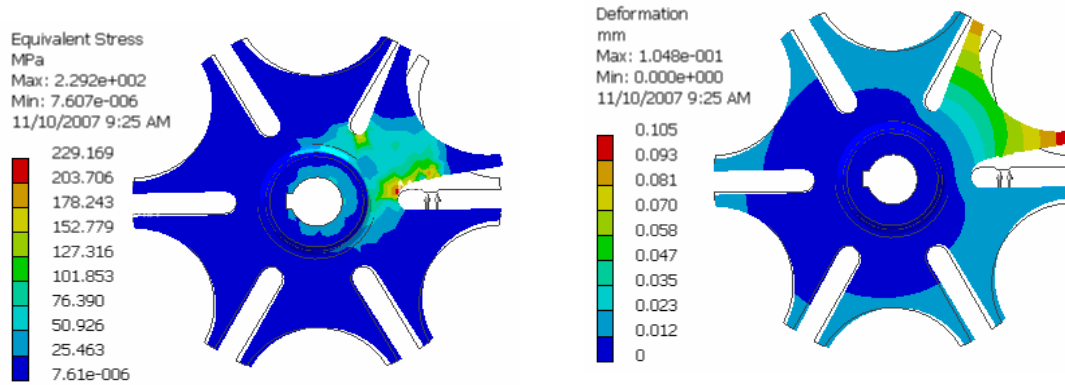 Equivalent Stress
MPa
Max: 2.292e+002
Min: 7.607e-006
11/10/2007 9:25 AM
229.169
203.706
178.243
152.779
127.316
101.853
76.390
50.926
25.463
7.61e-006
Deformation
mm
Max: 1.048e-001
Min: 0.000e+000
11/10/2007 9:25 AM
0.105
0.093
0.081
0.070
0.058
0.047
0.035
0.023
0.012
0